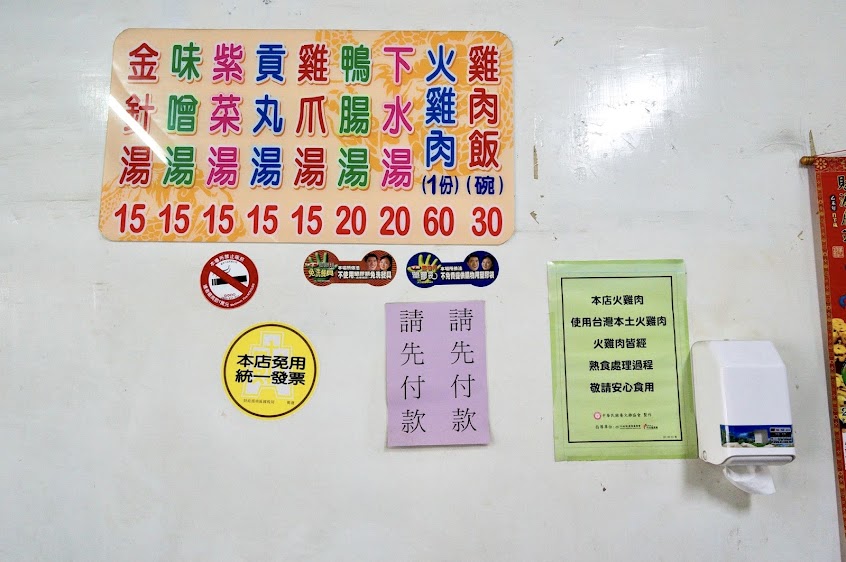 雞肉飯(碗) 30
火雞肉(1份) 60
下水湯 20
鴨腸湯 20
雞爪湯 15
貢丸湯 15
紫菜湯 15
味噌湯 15
金針湯 15
本店免用
統一發票
請先付款
請先付款
本店火雞肉
使用台灣本土火雞肉
火雞肉皆經
熟食處理過程
敬請安心食用